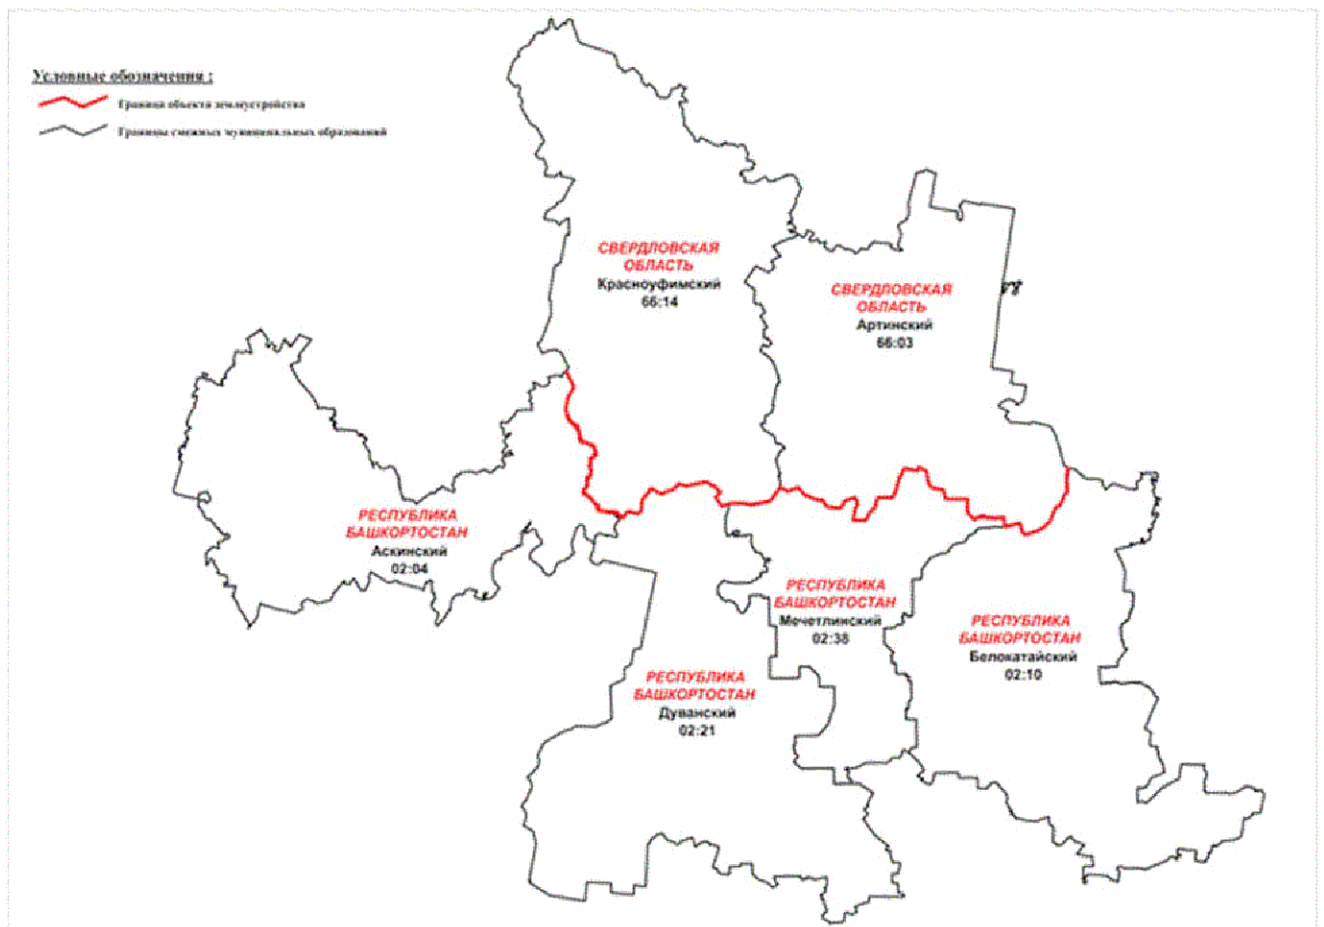 Условные обозначения :
Граница объекта землеустройства
Границы смежных муниципальных образований
СВЕРДЛОВСКАЯ
ОБЛАСТЬ
Красноуфимский
66:14
СВЕРДЛОВСКАЯ
ОБЛАСТЬ
Артинский
66:03
РЕСПУБЛИКА
БАШКОРТОСТАН
Аскинский
02:04
РЕСПУБЛИКА
БАШКОРТОСТАН
Мечетлинский
02:38
РЕСПУБЛИКА
БАШКОРТОСТАН
Белокатайский
02:10
РЕСПУБЛИКА
БАШКОРТОСТАН
Дуванский
02:21